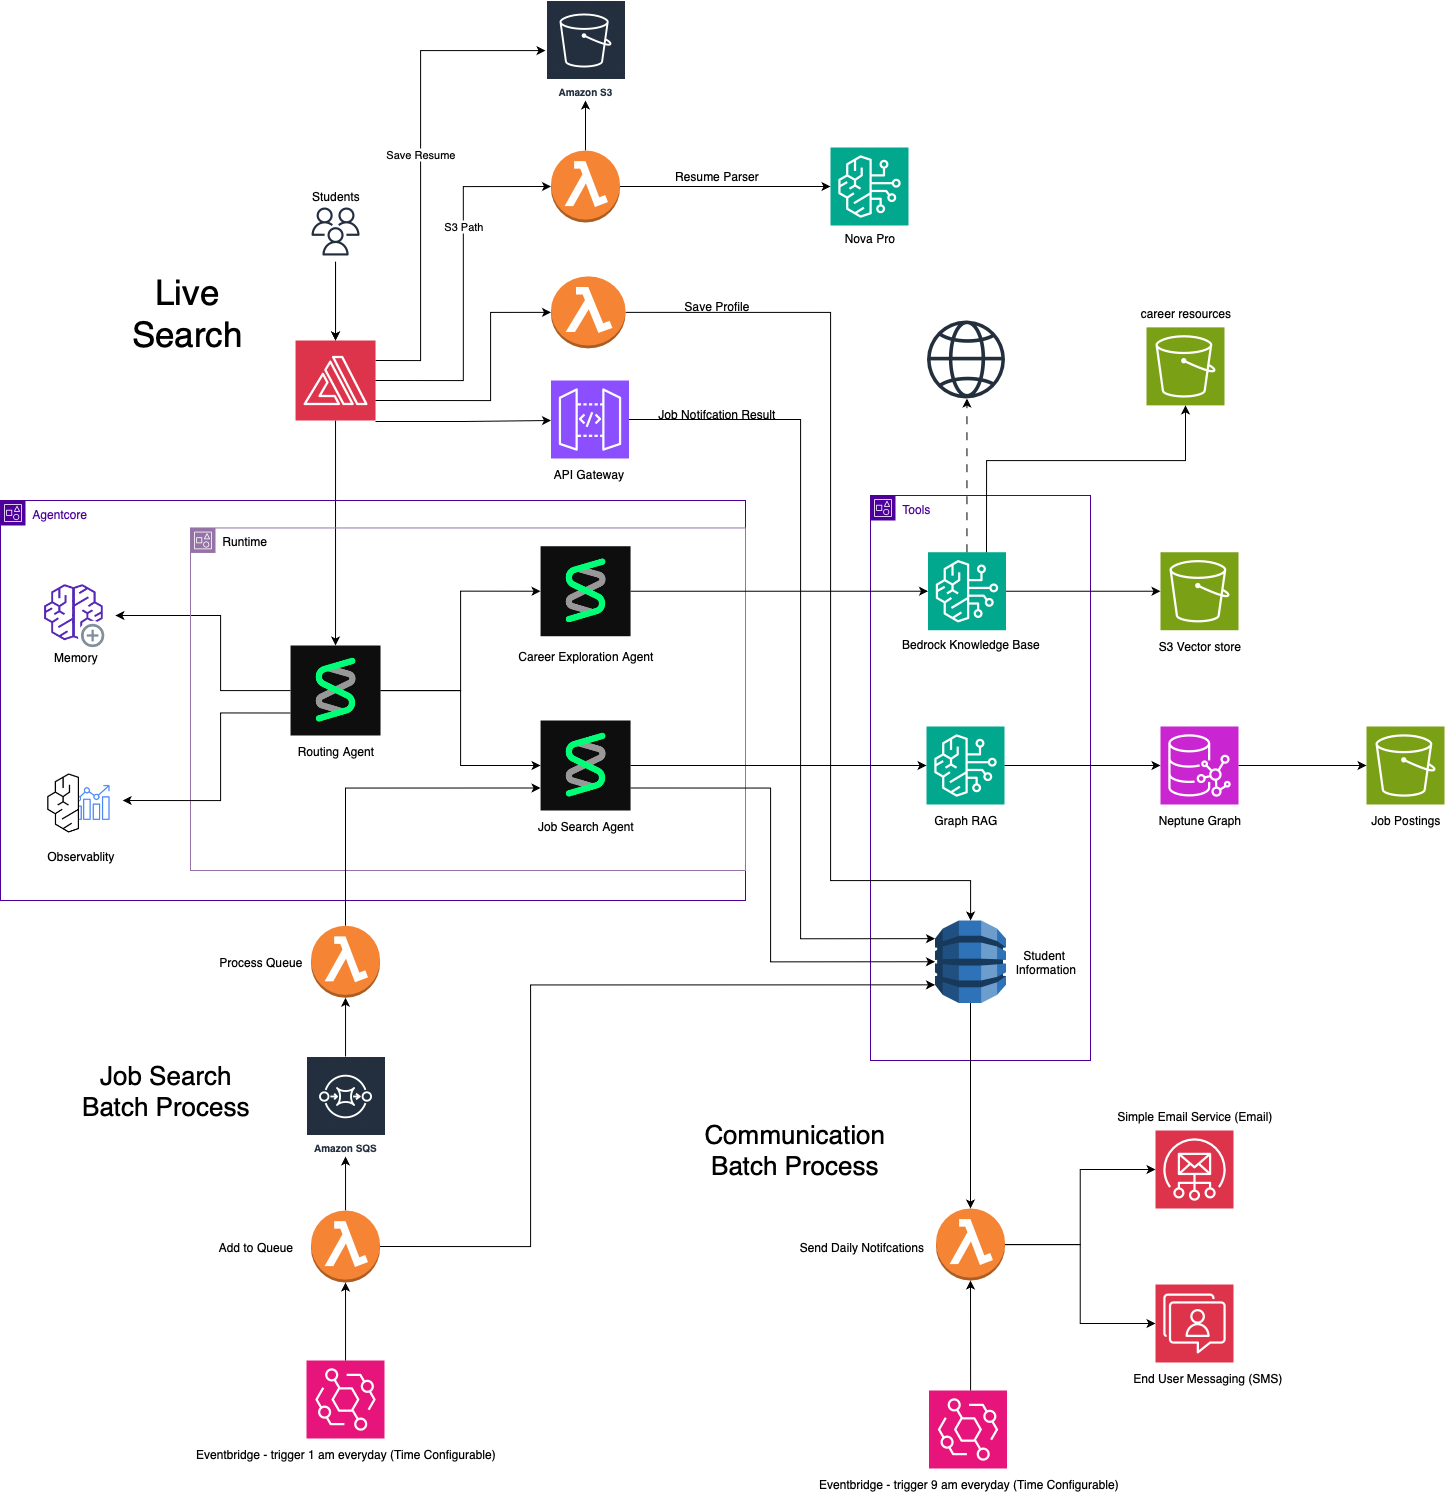 Amazon S3
Save Resume
Resume Parser
Students
S3 Path
Nova Pro
Live
Search
Save Profile
career resources
Job Notifcation Result
API Gateway
Agentcore
Tools
Runtime
Memory
Career Exploration Agent
Bedrock Knowledge Base
S3 Vector store
Routing Agent
Job Search Agent
Graph RAG
Neptune Graph
Job Postings
Observablity
Process Queue
Student
Information
Job Search
Batch Process
Amazon SQS
Communication
Batch Process
Simple Email Service (Email)
Add to Queue
Send Daily Notifcations
End User Messaging (SMS)
Eventbridge - trigger 1 am everyday (Time Configurable)
Eventbridge - trigger 9 am everyday (Time Configurable)